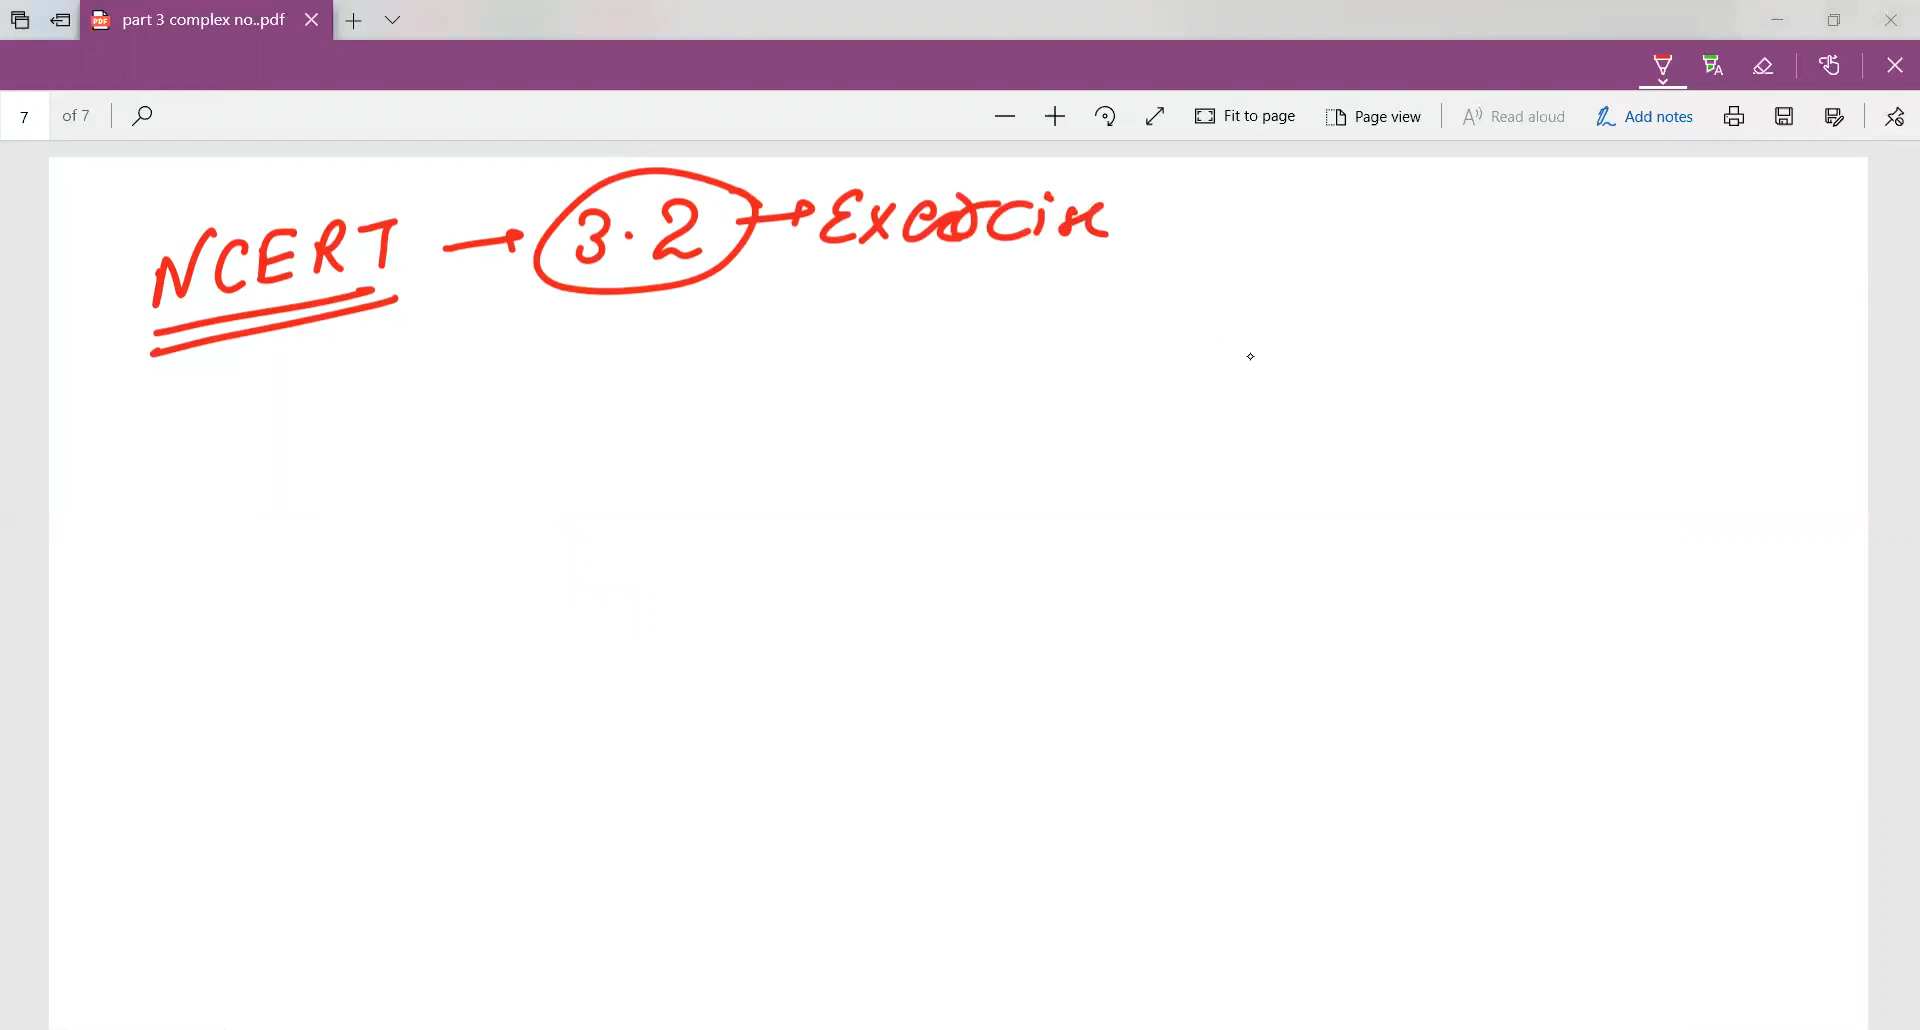 part 3 complex no..pdf
7 of 7 Fit to page Page view A Read aloud Add notes
NCERT → 3.2 → Exercise